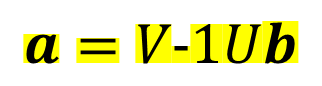 a = V-1Ub